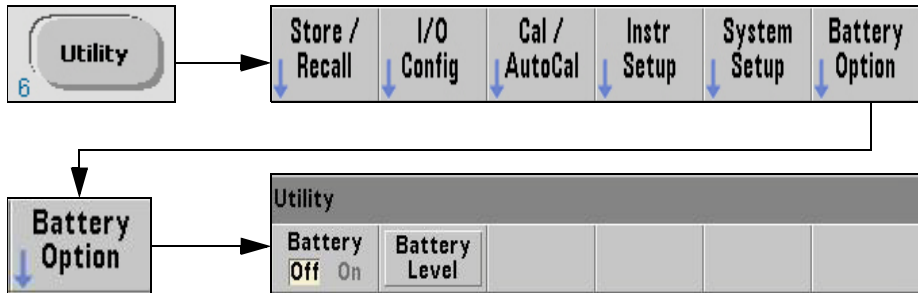 Utility
6
Store / Recall
I/O Config
Cal / AutoCal
Instr Setup
System Setup
Battery Option
Battery Option
Utility
Battery
Off On
Battery Level